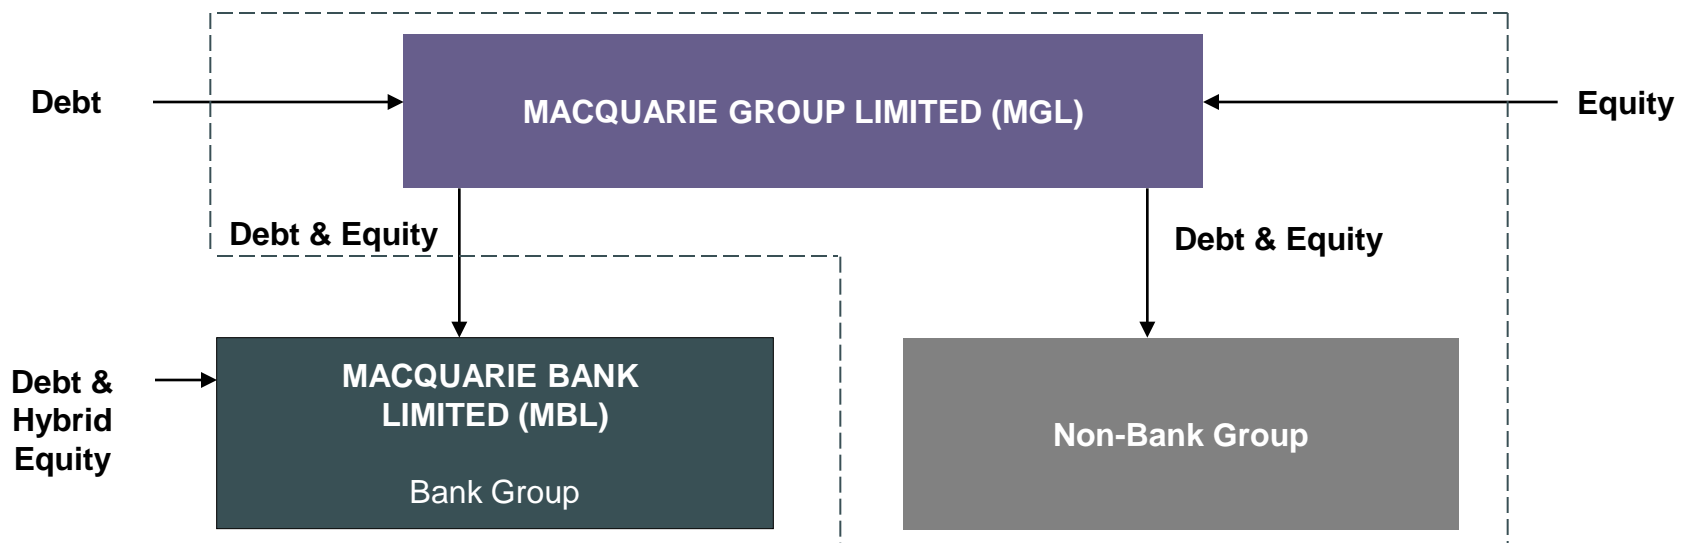 Debt
MACQUARIE GROUP LIMITED (MGL)
Equity
Debt & Equity
Debt & Equity
Debt &
Hybrid
Equity
MACQUARIE BANK
LIMITED (MBL)
Bank Group
Non-Bank Group